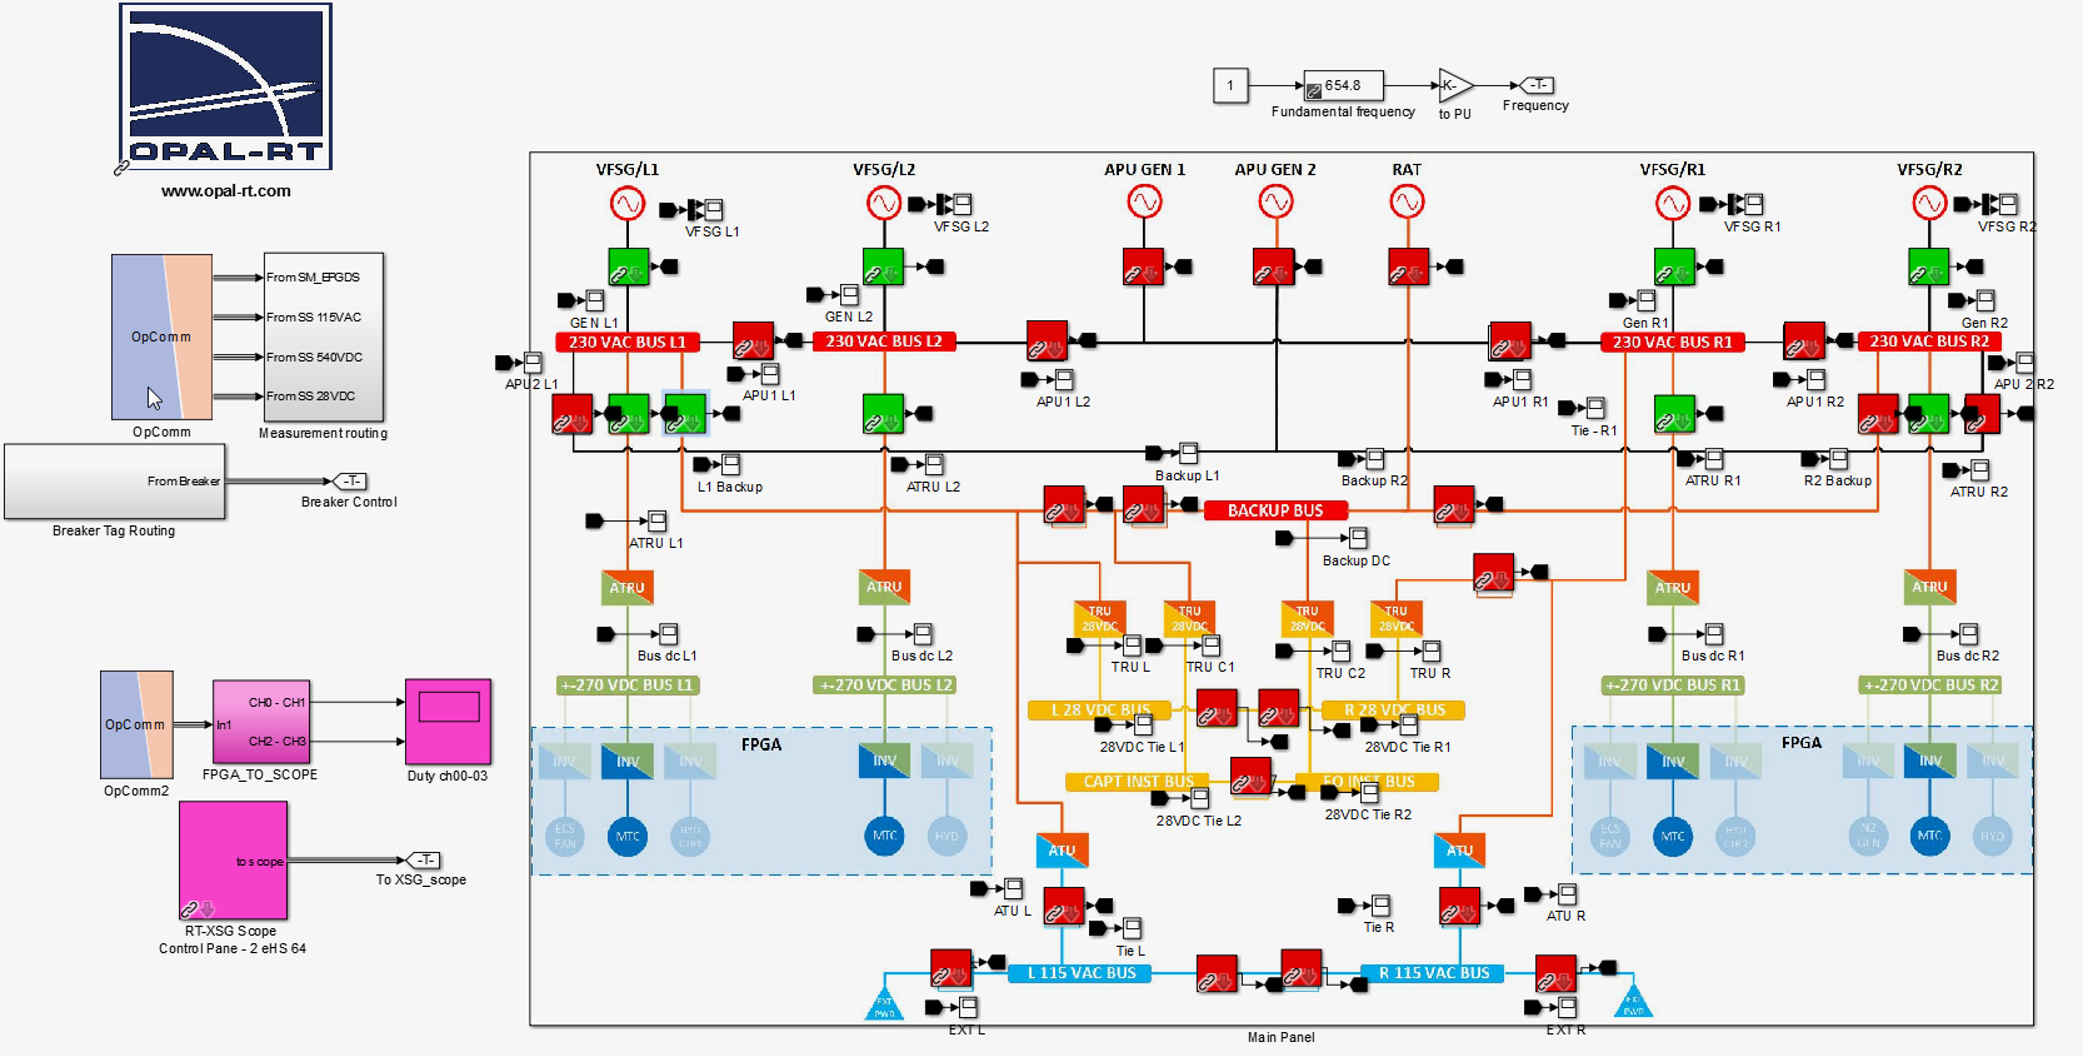 OPAL-RT
www.opal-rt.com
1
654.8
-K-
-T-
Fundamental frequency
to PU
Frequency
OpComm
From SM_EPGDS
From SS 115VAC
From SS 540VDC
From SS 28VDC
OpComm
Measurement routing
From Breaker
-T-
Breaker Control
Breaker Tag Routing
OpComm
In1
CH0 - CH1
CH2 - CH3
OpComm2
FPGA_TO_SCOPE
Duty ch00-03
to scope
-T-
To XSG_scope
RT-XSG Scope
Control Pane - 2 eHS 64
VFSG/L1
VFSG/L2
APU GEN 1
APU GEN 2
RAT
VFSG/R1
VFSG/R2
VFSG L1
VFSG L2
VFSG R1
VFSG R2
GEN L1
GEN L2
Gen R1
Gen R2
230 VAC BUS L1
230 VAC BUS L2
230 VAC BUS R1
230 VAC BUS R2
APU2 L1
APU1 L1
APU1 L2
APU1 R1
APU1 R2
APU 2 R2
Tie - R1
L1 Backup
ATRU L2
Backup L1
Backup R2
ATRU R1
R2 Backup
ATRU R2
BACKUP BUS
ATRU L1
Backup DC
ATRU
ATRU
ATRU
ATRU
TRU
28VDC
TRU
28VDC
TRU
28VDC
TRU
28VDC
Bus dc L1
Bus dc L2
TRU L
TRU C1
TRU C2
TRU R
Bus dc R1
Bus dc R2
+-270 VDC BUS L1
+-270 VDC BUS L2
+-270 VDC BUS R1
+-270 VDC BUS R2
L 28 VDC BUS
R 28 VDC BUS
28VDC Tie L1
28VDC Tie R1
FPGA
FPGA
INV
INV
INV
INV
INV
INV
INV
INV
INV
INV
INV
CAPT INST BUS
FO INST BUS
28VDC Tie L2
28VDC Tie R2
ECS
FAN
MTC
HYD
MTC
HYD
ECS
FAN
MTC
HYD
N2
GEN
MTC
HYD
ATU
ATU
ATU L
ATU R
Tie L
Tie R
L 115 VAC BUS
R 115 VAC BUS
EXT
PWR
EXT
PWR
EXT L
EXT R
Main Panel